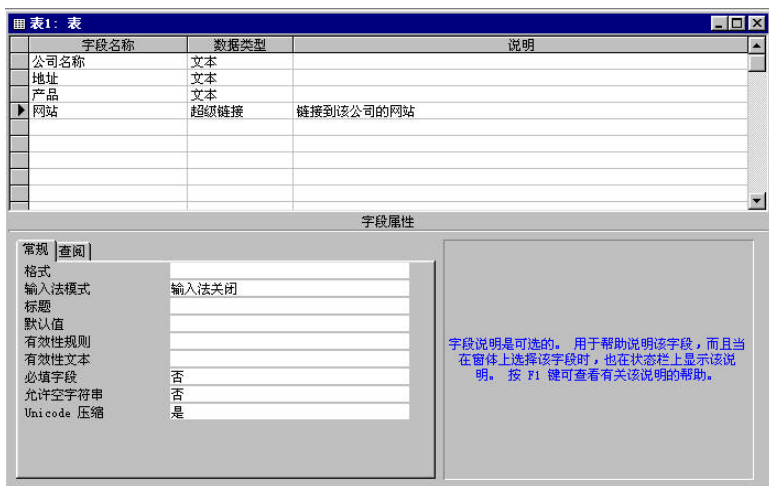 表1: 表
字段名称 数据类型 说明
公司名称 文本
地址 文本
产品 文本
网站 超级链接 链接到该公司的网站
字段属性
常规 查阅
格式
输入法模式 输入法关闭
标题
默认值
有效性规则
有效性文本
必填字段 否
允许空字符串 否
Unicode 压缩 是
字段说明是可选的。 用于帮助说明该字段，而且当
在窗体上选择该字段时，也在状态栏上显示该说
明。 按 F1 键可查看有关该说明的帮助。